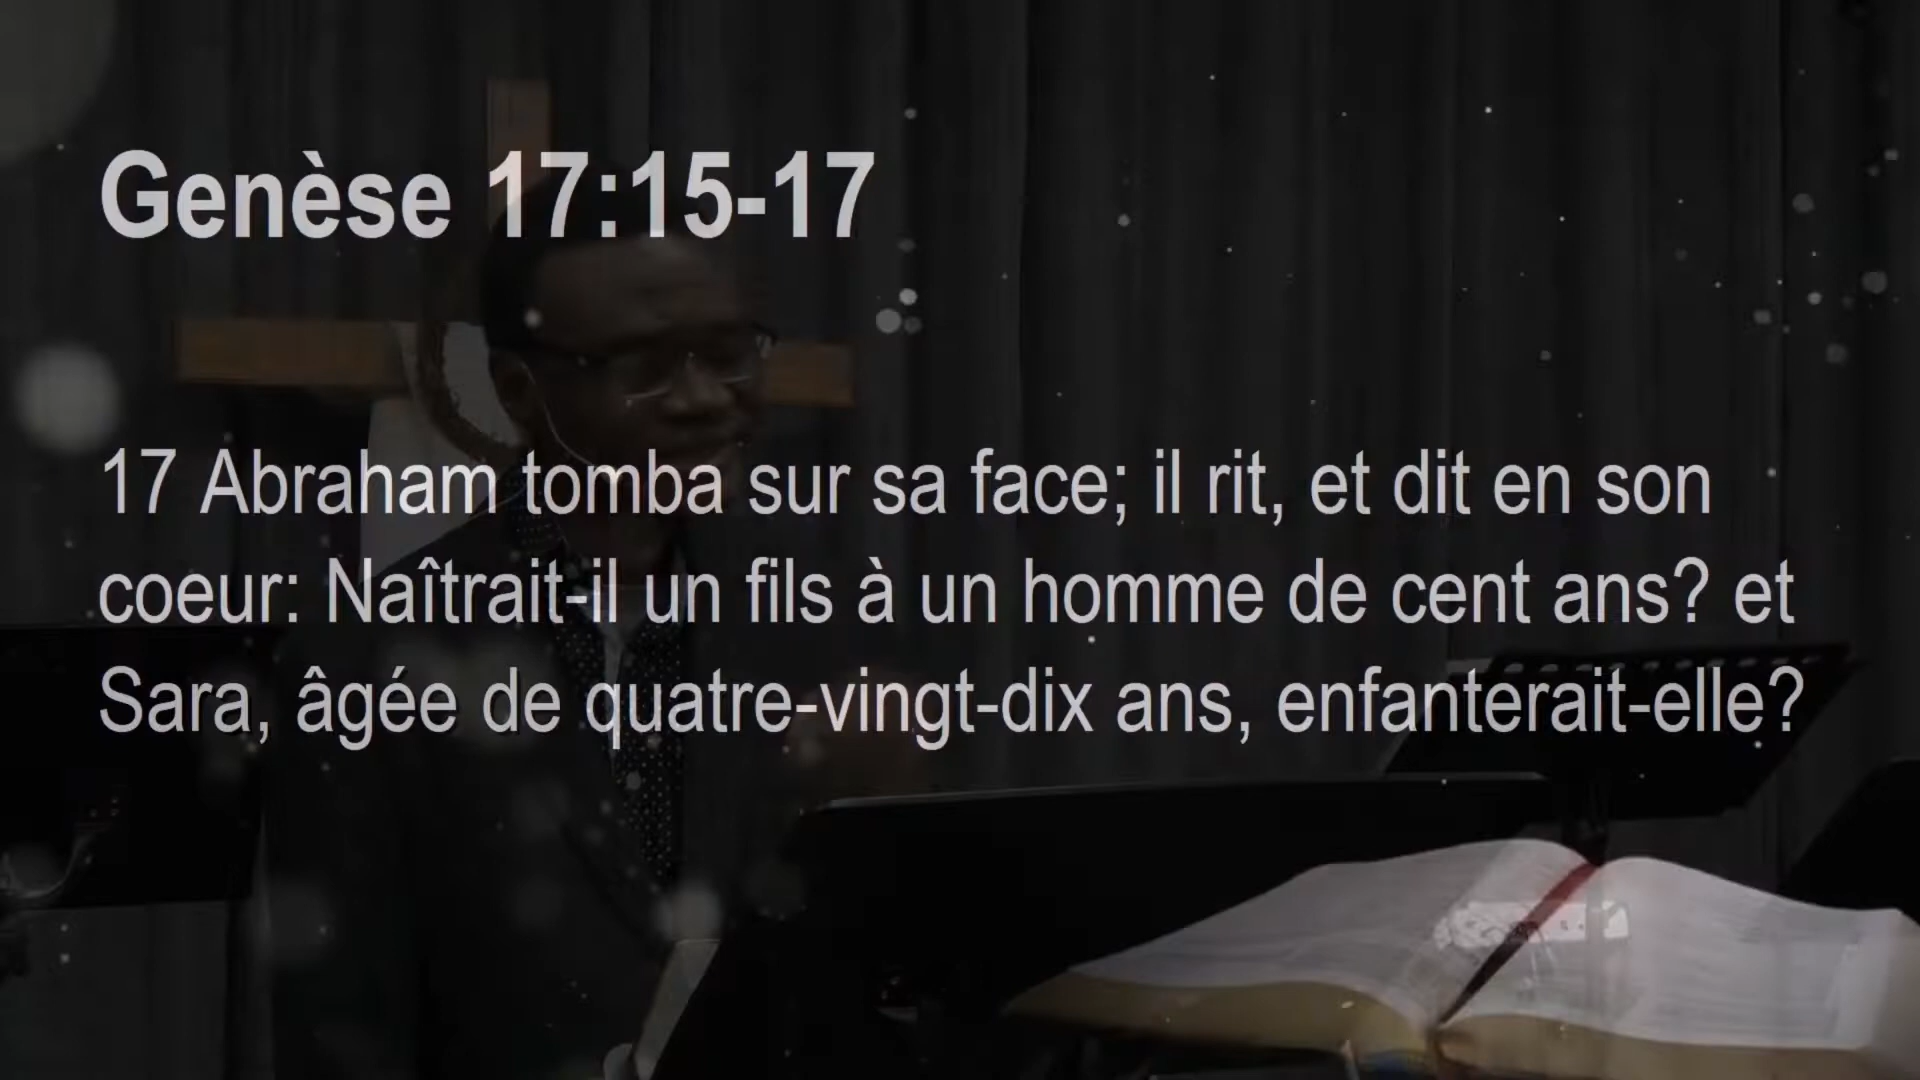 Genèse 17:15-17
17 Abraham tomba sur sa face; il rit, et dit en son
coeur: Naîtrait-il un fils à un homme de cent ans? et
Sara, âgée de quatre-vingt-dix ans, enfanterait-elle?